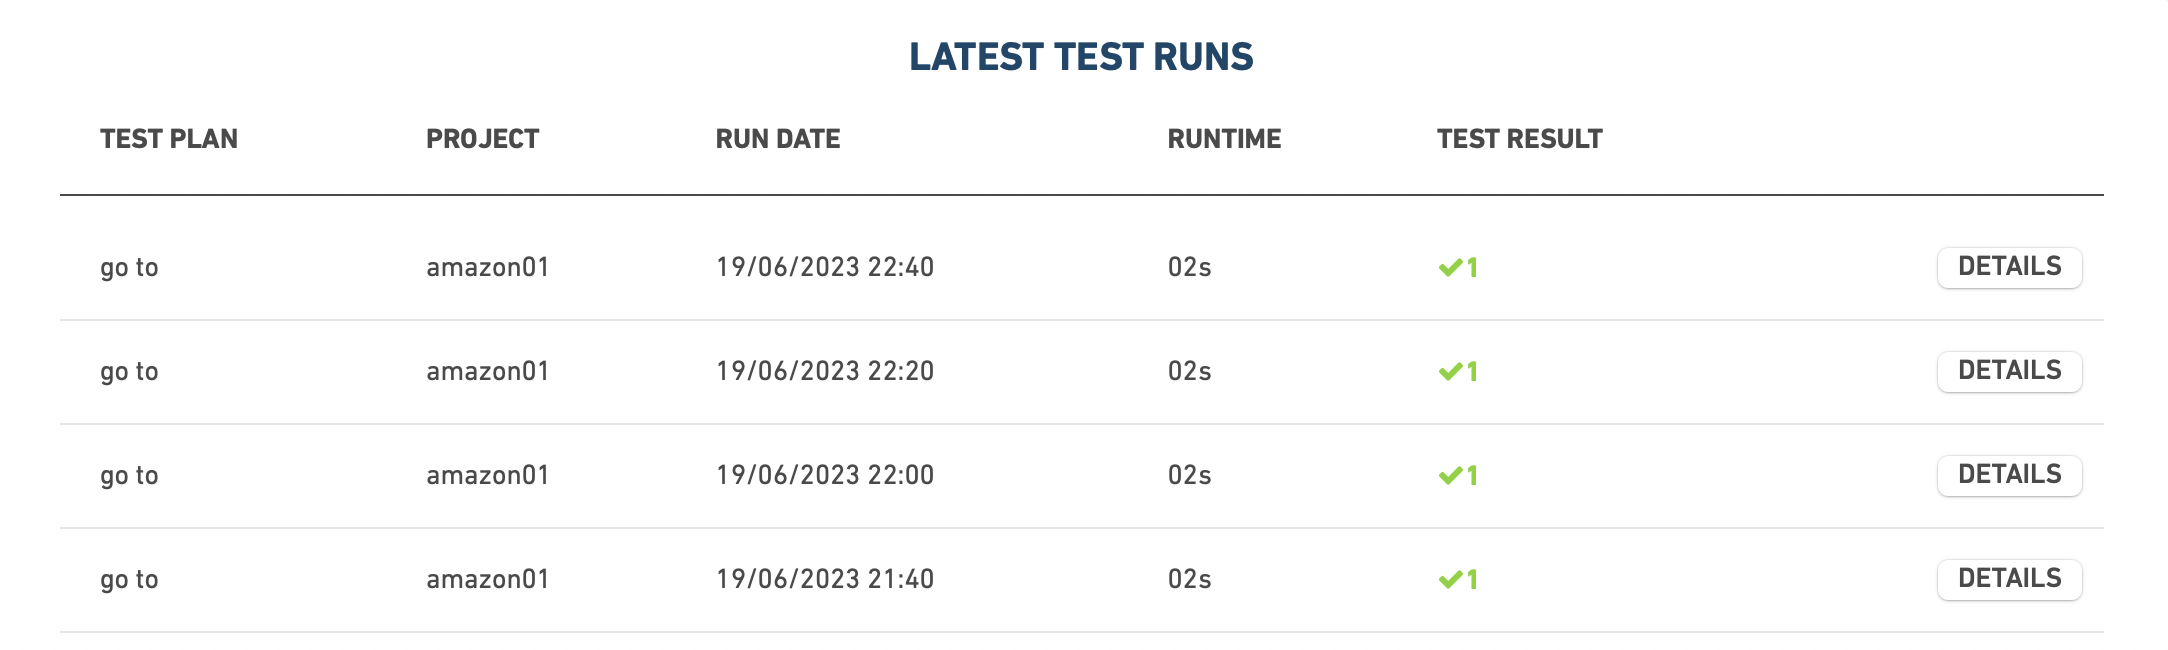 LATEST TEST RUNS
TEST PLAN PROJECT RUN DATE RUNTIME TEST RESULT
go to amazon01 19/06/2023 22:40 02s ✔1 DETAILS
go to amazon01 19/06/2023 22:20 02s ✔1 DETAILS
go to amazon01 19/06/2023 22:00 02s ✔1 DETAILS
go to amazon01 19/06/2023 21:40 02s ✔1 DETAILS